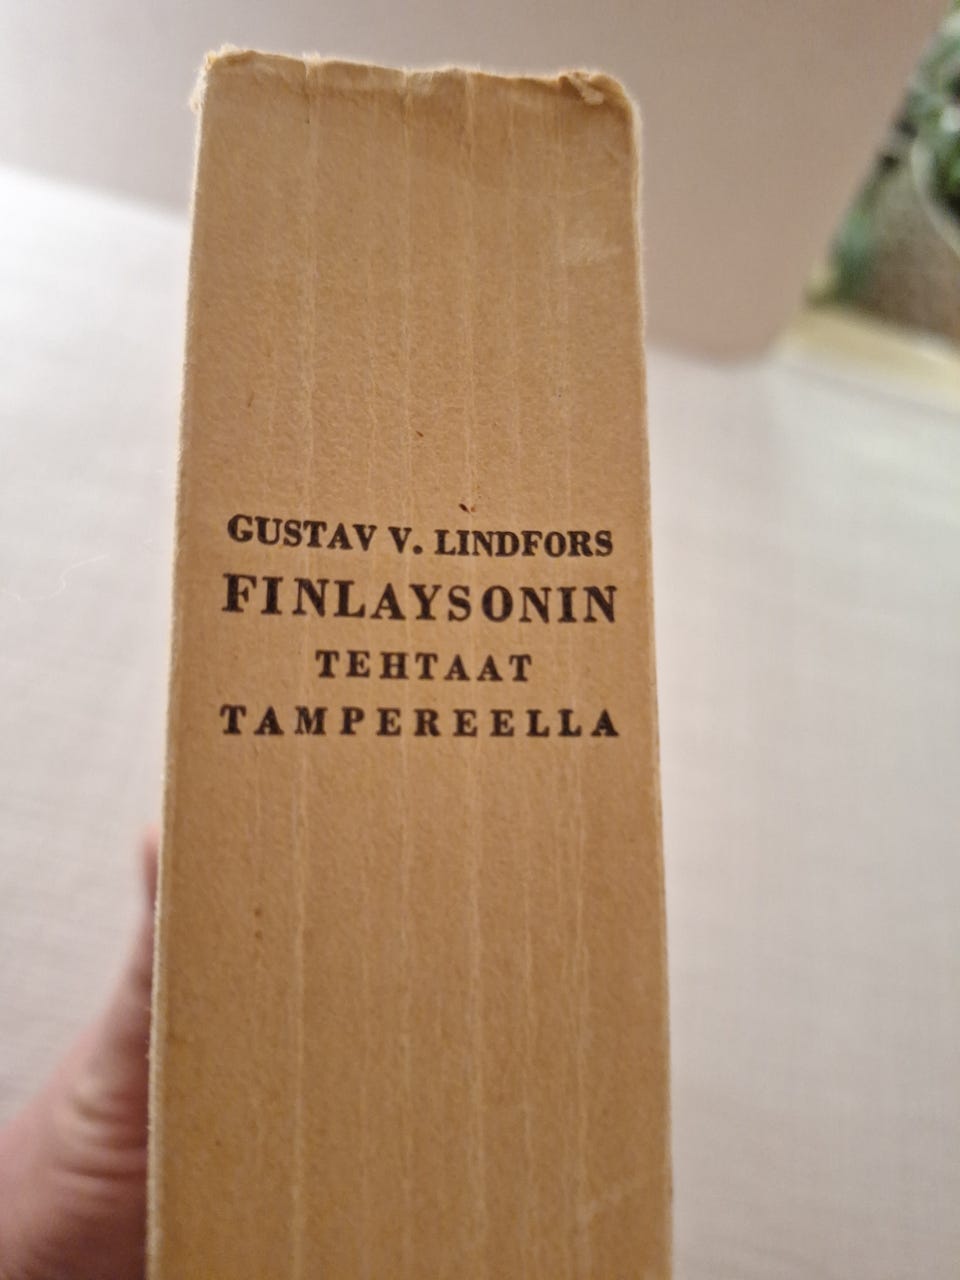 GUSTAV V. LINDFORS
FINLAYSONIN
TEHTAAT
TAMPEREELLA